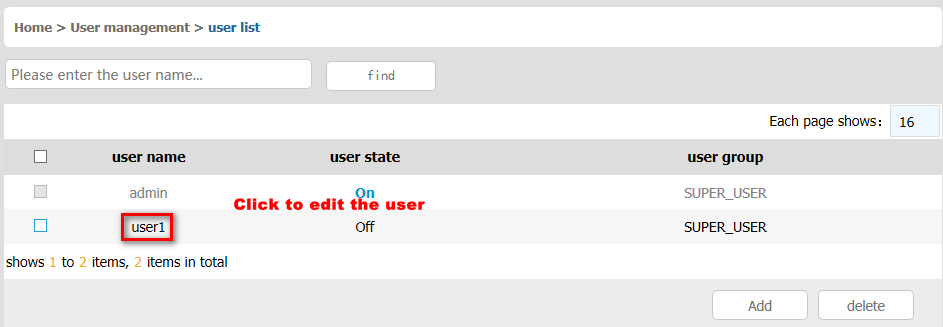 Home > User management > user list
Please enter the user name... find
Each page shows： 16
user name user state user group
admin On SUPER_USER
Click to edit the user
user1 Off SUPER_USER
shows 1 to 2 items, 2 items in total
Add delete